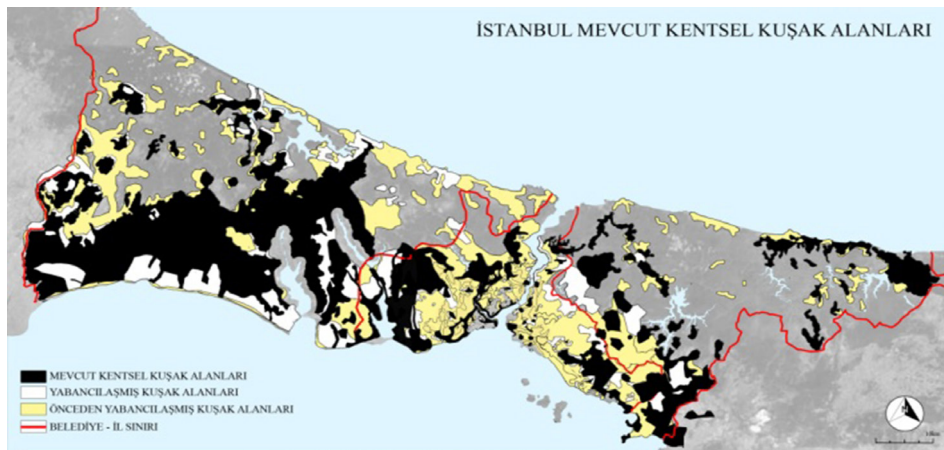 İSTANBUL MEVCUT KENTSEL KUŞAK ALANLARI
MEVCUT KENTSEL KUŞAK ALANLARI
YABANCILAŞMIŞ KUŞAK ALANLARI
ÖNCEDEN YABANCILAŞMIŞ KUŞAK ALANLARI
BELEDİYE - İL SINIRI